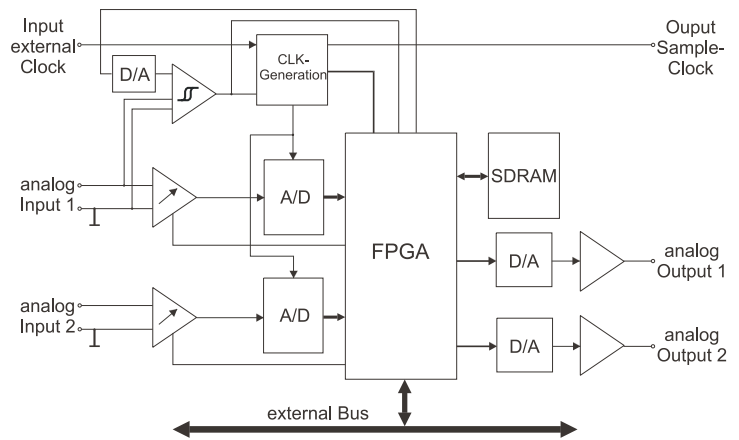 Input
external
Clock
D/A
CLK-
Generation
Ouput
Sample-
Clock
analog
Input 1
A/D
FPGA
SDRAM
D/A
analog
Output 1
analog
Input 2
A/D
D/A
analog
Output 2
external Bus